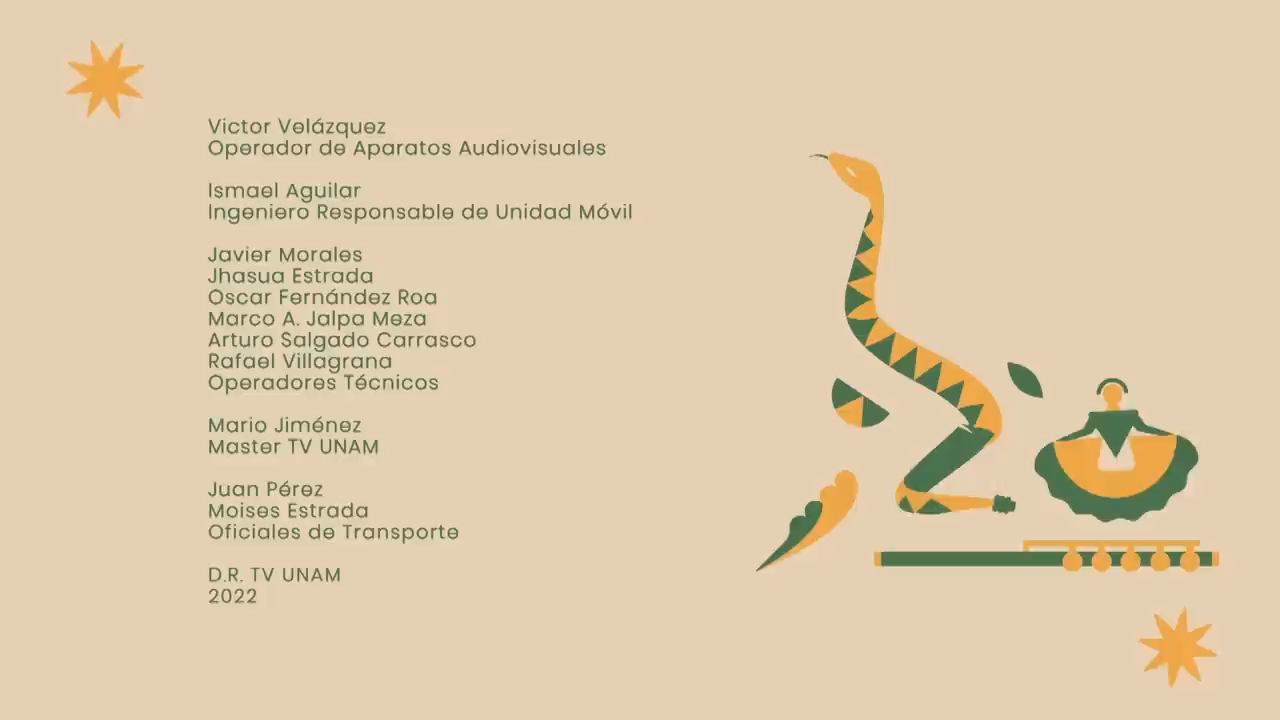 Victor Velázquez
Operador de Aparatos Audiovisuales
Ismael Aguilar
Ingeniero Responsable de Unidad Móvil
Javier Morales
Jhasua Estrada
Oscar Fernández Roa
Marco A. Jalpa Meza
Arturo Salgado Carrasco
Rafael Villagrana
Operadores Técnicos
Mario Jiménez
Master TV UNAM
Juan Pérez
Moises Estrada
Oficiales de Transporte
D.R. TV UNAM
2022